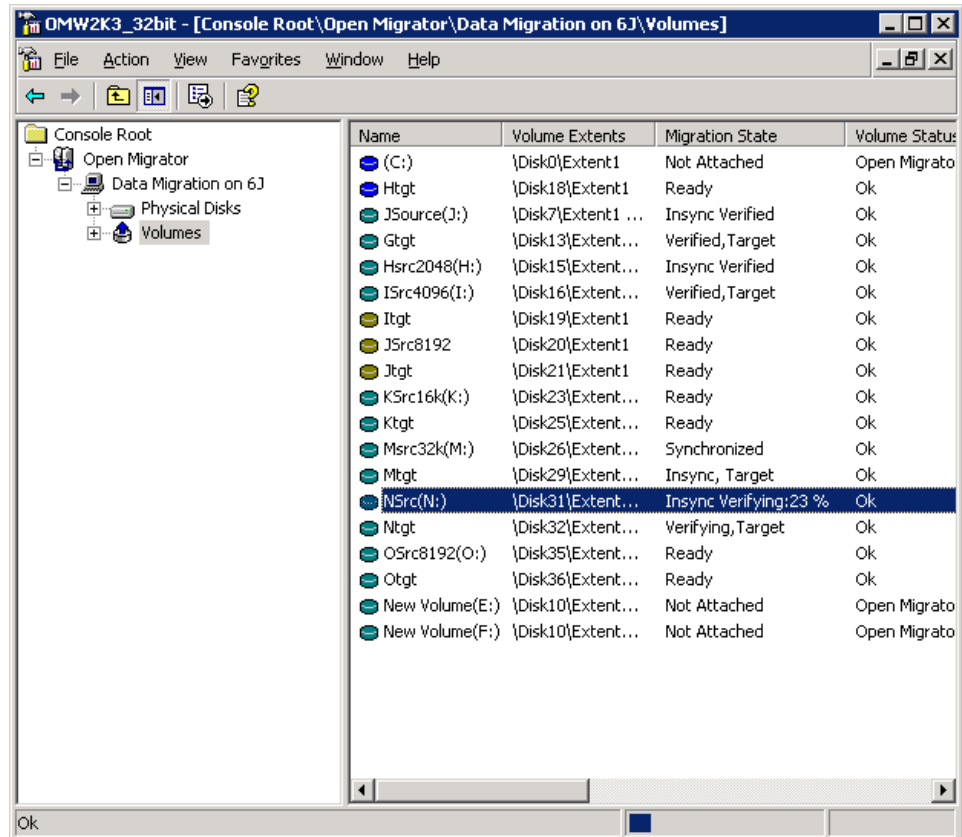 OMW2K3_32bit - [Console Root\Open Migrator\Data Migration on 6J\Volumes]
File Action View Favorites Window Help
Console Root
Open Migrator
Data Migration on 6J
Physical Disks
Volumes
Name Volume Extents Migration State Volume Status
(C:) \Disk0\Extent1 Not Attached Open Migrato
Htgt \Disk18\Extent1 Ready Ok
JSource(J:) \Disk7\Extent1 ... Insync Verified Ok
Gtgt \Disk13\Extent... Verified,Target Ok
Hsrc2048(H:) \Disk15\Extent... Insync Verified Ok
ISrc4096(I:) \Disk16\Extent... Verified,Target Ok
Itgt \Disk19\Extent1 Ready Ok
JSrc8192 \Disk20\Extent1 Ready Ok
Jtgt \Disk21\Extent1 Ready Ok
KSrc16k(K:) \Disk23\Extent... Ready Ok
Ktgt \Disk25\Extent... Ready Ok
Msrc32k(M:) \Disk26\Extent... Synchronized Ok
Mtgt \Disk29\Extent... Insync, Target Ok
NSrc(N:) \Disk31\Extent... Insync Verifying:23 % Ok
Ntgt \Disk32\Extent... Verifying,Target Ok
OSrc8192(O:) \Disk35\Extent... Ready Ok
Otgt \Disk36\Extent... Ready Ok
New Volume(E:) \Disk10\Extent... Not Attached Open Migrato
New Volume(F:) \Disk10\Extent... Not Attached Open Migrato
Ok